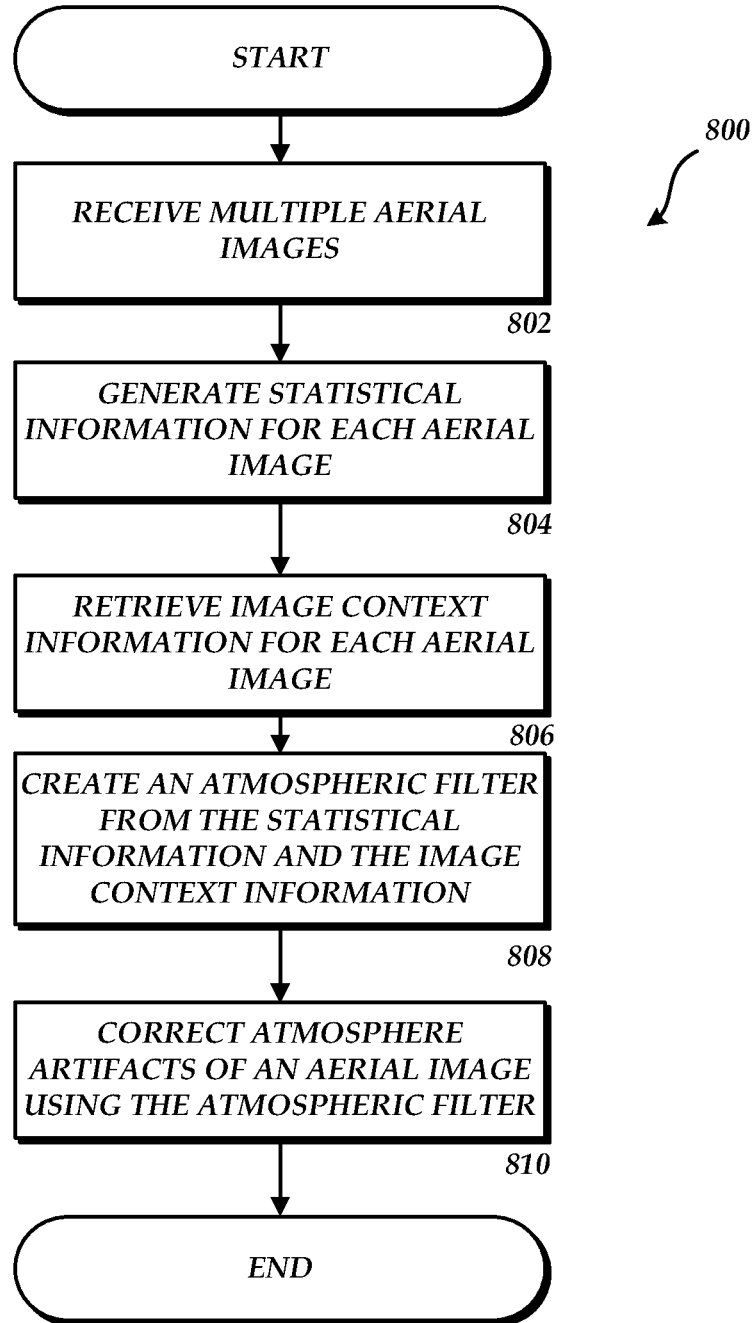 START
800
RECEIVE MULTIPLE AERIAL
IMAGES
802
GENERATE STATISTICAL
INFORMATION FOR EACH AERIAL
IMAGE
804
RETRIEVE IMAGE CONTEXT
INFORMATION FOR EACH AERIAL
IMAGE
806
CREATE AN ATMOSPHERIC FILTER
FROM THE STATISTICAL
INFORMATION AND THE IMAGE
CONTEXT INFORMATION
808
CORRECT ATMOSPHERE
ARTIFACTS OF AN AERIAL IMAGE
USING THE ATMOSPHERIC FILTER
810
END